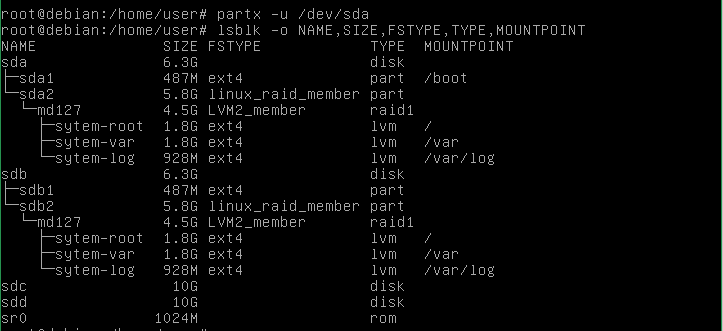 root@debian:/home/user# partx -u /dev/sda
root@debian:/home/user# lsblk -o NAME,SIZE,FSTYPE,TYPE,MOUNTPOINT
NAME                SIZE FSTYPE            TYPE  MOUNTPOINT
sda                 6.3G                   disk
├─sda1              487M ext4              part  /boot
└─sda2              5.8G linux_raid_member part
  └─md127           4.5G LVM2_member       raid1
    ├─sytem-root    1.8G ext4              lvm   /
    ├─sytem-var     1.8G ext4              lvm   /var
    └─sytem-log     928M ext4              lvm   /var/log
sdb                 6.3G                   disk
├─sdb1              487M ext4              part
└─sdb2              5.8G linux_raid_member part
  └─md127           4.5G LVM2_member       raid1
    ├─sytem-root    1.8G ext4              lvm   /
    ├─sytem-var     1.8G ext4              lvm   /var
    └─sytem-log     928M ext4              lvm   /var/log
sdc                  10G                   disk
sdd                  10G                   disk
sr0                1024M                   rom
root@debian:/home/user#